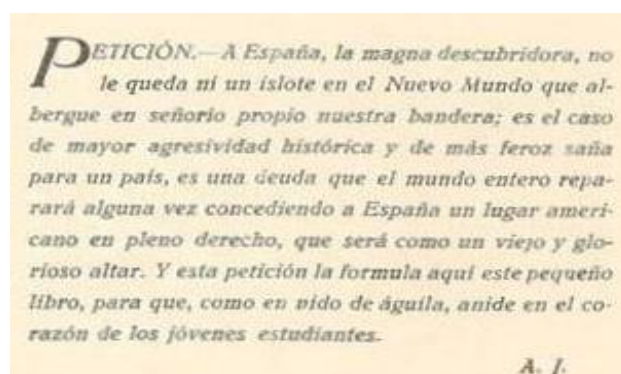 PETICIÓN.—A España, la magna descubridora, no
le queda ni un islote en el Nuevo Mundo que al-
bergue en señorío propio nuestra bandera; es el caso
de mayor agresividad histórica y de más feroz saña
para un país, es una deuda que el mundo entero repa-
rará alguna vez concediendo a España un lugar ameri-
cano en pleno derecho, que será como un viejo y glo-
rioso altar. Y esta petición la formula aquí este pequeño
libro, para que, como en nido de águila, anide en el co-
razón de los jóvenes estudiantes.
A. J.